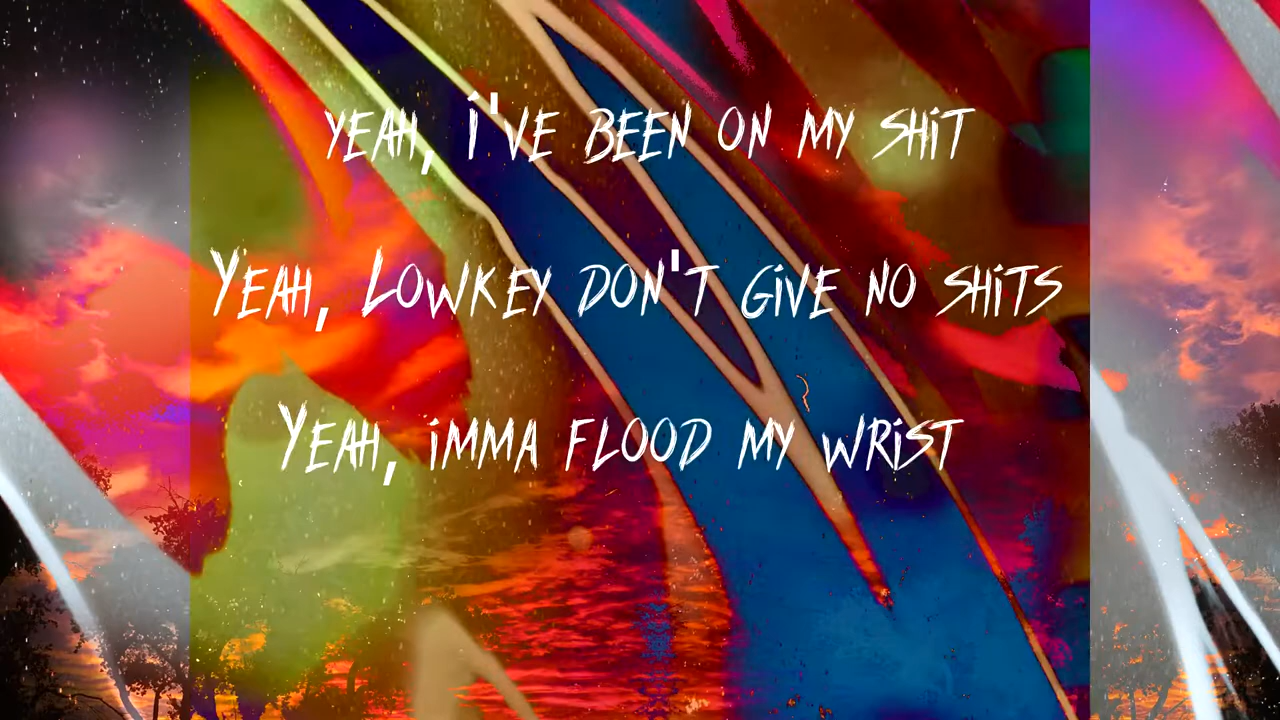 YEAH, i'VE BEEN ON MY SHiT
YEAH, LOWKEY DON'T GiVE NO SHiTS
YEAH, iMMA FLOOD MY WRiST